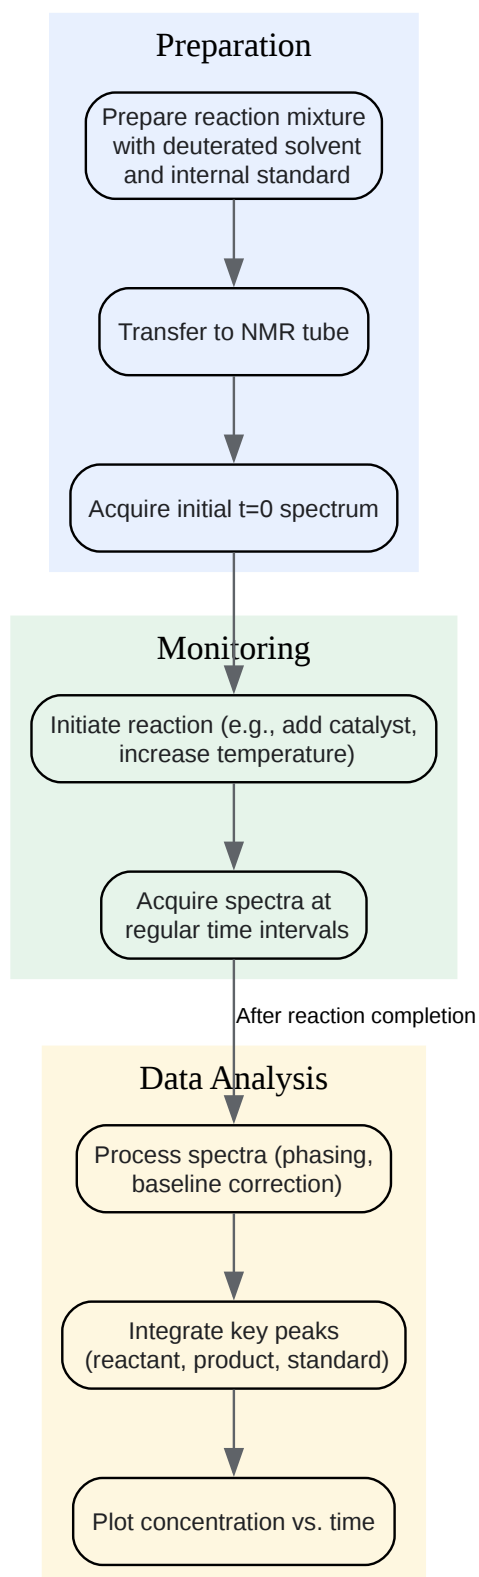 Preparation
Prepare reaction mixture
with deuterated solvent
and internal standard
Transfer to NMR tube
Acquire initial t=0 spectrum
Monitoring
Initiate reaction (e.g., add catalyst,
increase temperature)
Acquire spectra at
regular time intervals
After reaction completion
Data Analysis
Process spectra (phasing,
baseline correction)
Integrate key peaks
(reactant, product, standard)
Plot concentration vs. time